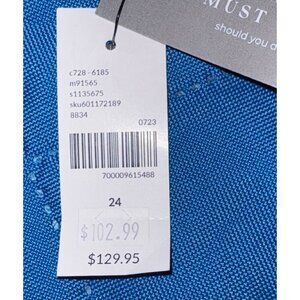 MUST
should you d
c728 - 6185
m91565
s1135675
sku601172189
8834
0723
700009615488
24
$102.99
$129.95